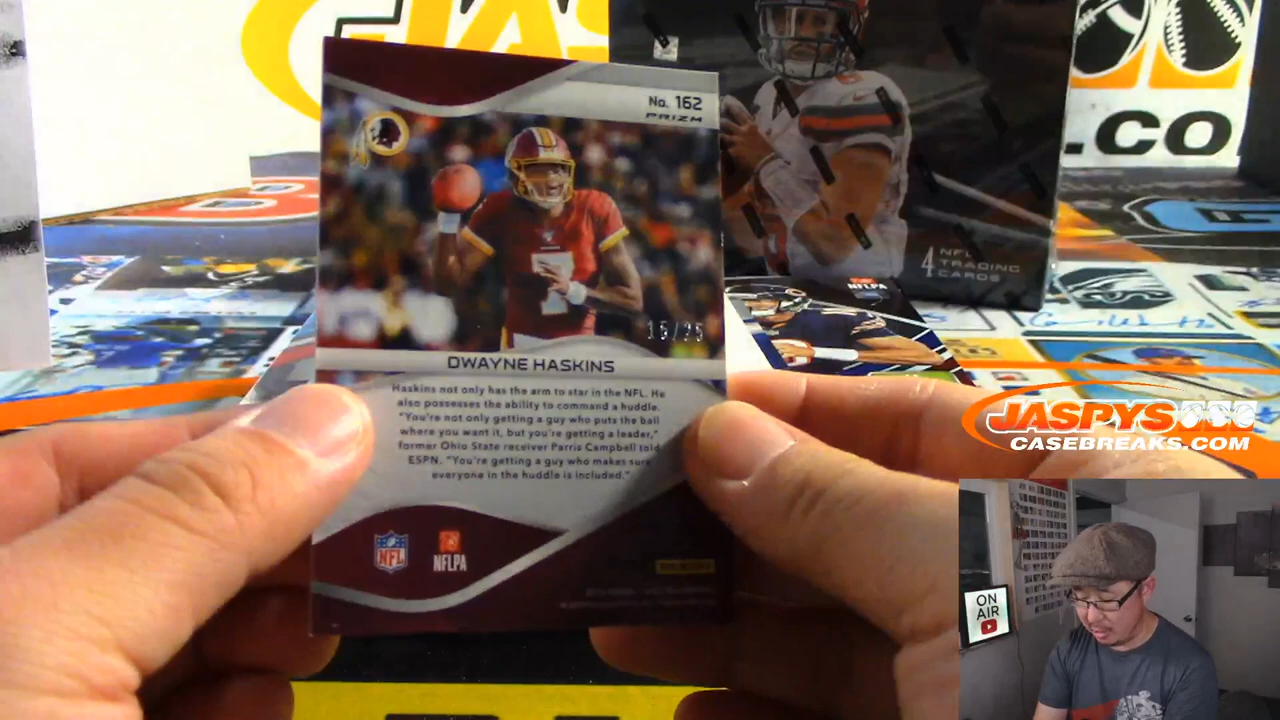 No. 162
PRIZM
15/25
DWAYNE HASKINS
Haskins not only has the arm to star in the NFL. He
also possesses the ability to command a huddle.
"You're not only getting a guy who puts the ball
where you want it, but you're getting a leader,"
former Ohio State receiver Parris Campbell told
ESPN. "You're getting a guy who makes sure
everyone in the huddle is included."
NFL
NFLPA
4 NFL
TRADING
CARDS
NFLPA
.CO
JASPYS
CASEBREAKS.COM
ON
AIR